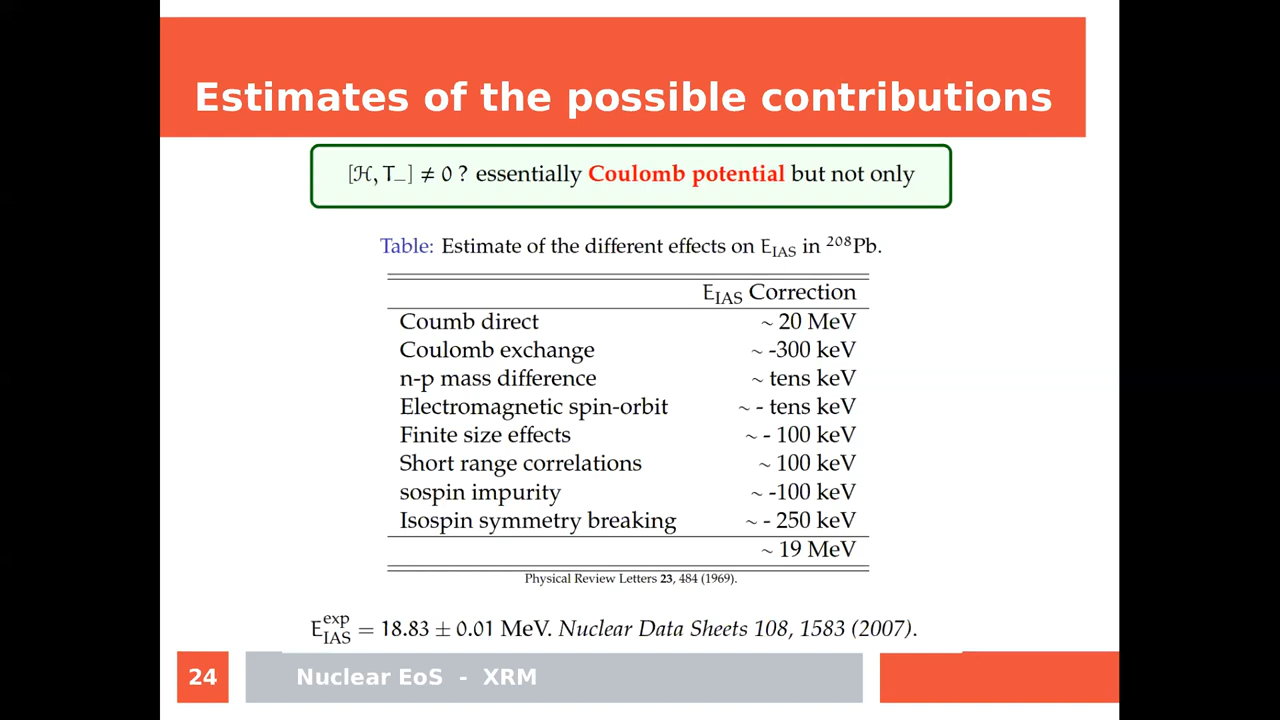 Estimates of the possible contributions
[ℋ, T₋] ≠ 0 ? essentially Coulomb potential but not only
Table: Estimate of the different effects on E_IAS in ²⁰⁸Pb.
E_IAS Correction
Coumb direct ~ 20 MeV
Coulomb exchange ~ -300 keV
n-p mass difference ~ tens keV
Electromagnetic spin-orbit ~ - tens keV
Finite size effects ~ - 100 keV
Short range correlations ~ 100 keV
sospin impurity ~ -100 keV
Isospin symmetry breaking ~ - 250 keV
~ 19 MeV
Physical Review Letters 23, 484 (1969).
E_IAS^exp = 18.83 ± 0.01 MeV. Nuclear Data Sheets 108, 1583 (2007).
24 Nuclear EoS - XRM